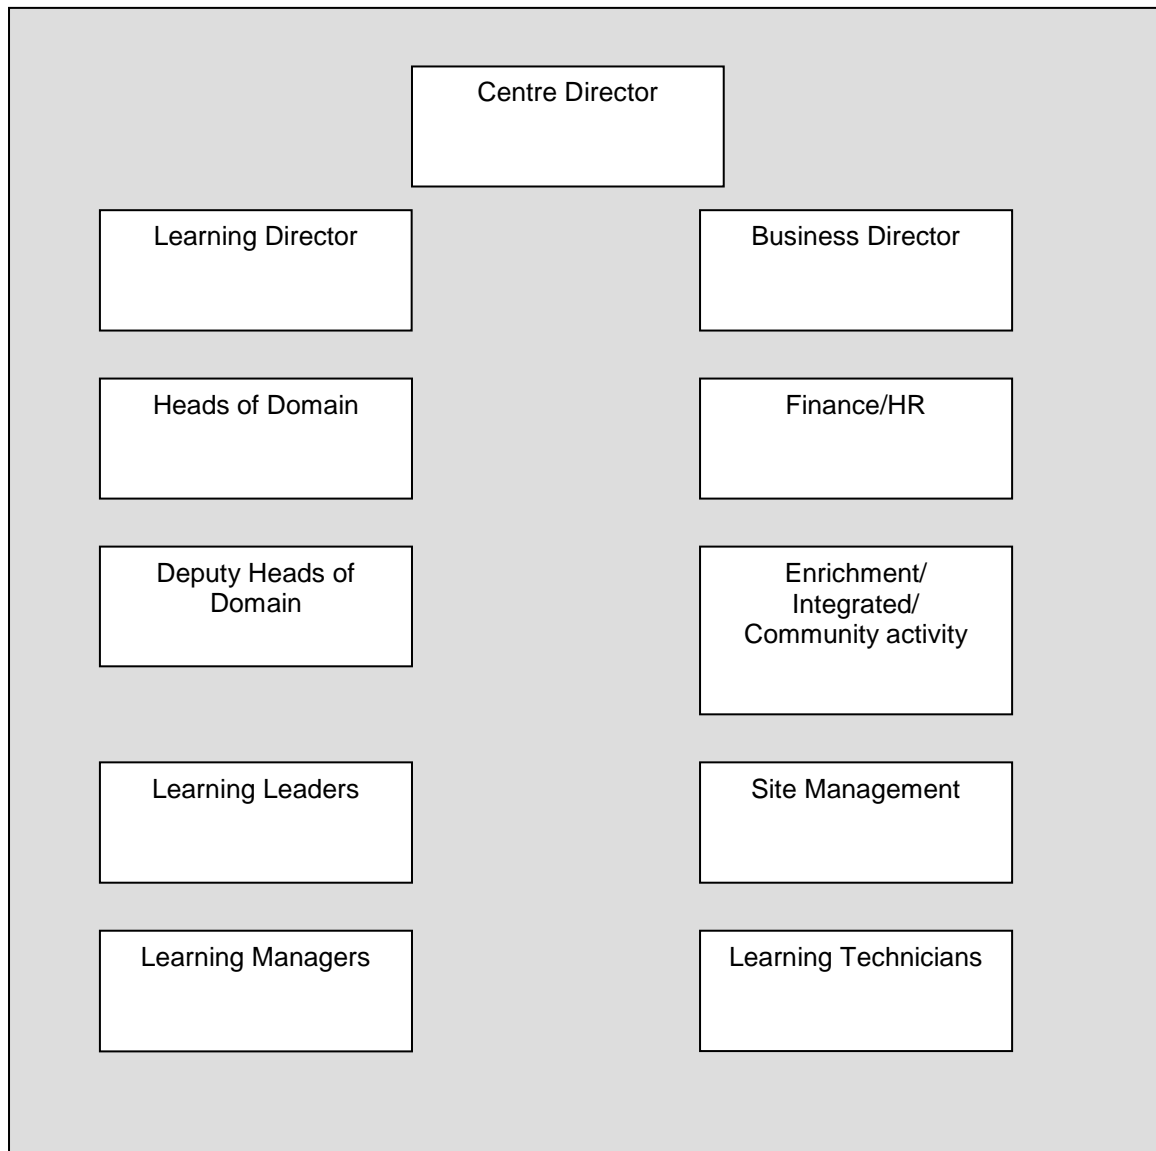 Centre Director
Learning Director
Business Director
Heads of Domain
Finance/HR
Deputy Heads of
Domain
Enrichment/
Integrated/
Community activity
Learning Leaders
Site Management
Learning Managers
Learning Technicians